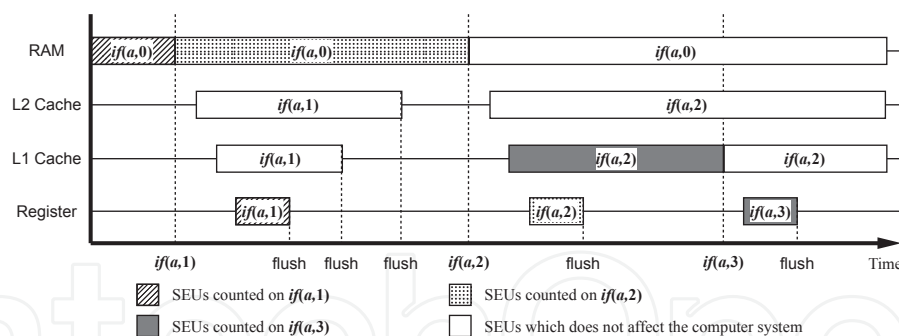 RAM
if(a,0) if(a,0) if(a,0)
L2 Cache
if(a,1) if(a,2)
L1 Cache
if(a,1) if(a,2) if(a,2)
Register
if(a,1) if(a,2) if(a,3)
if(a,1) flush flush flush if(a,2) flush if(a,3) flush Time
SEUs counted on if(a,1) SEUs counted on if(a,2)
SEUs counted on if(a,3) SEUs which does not affect the computer system